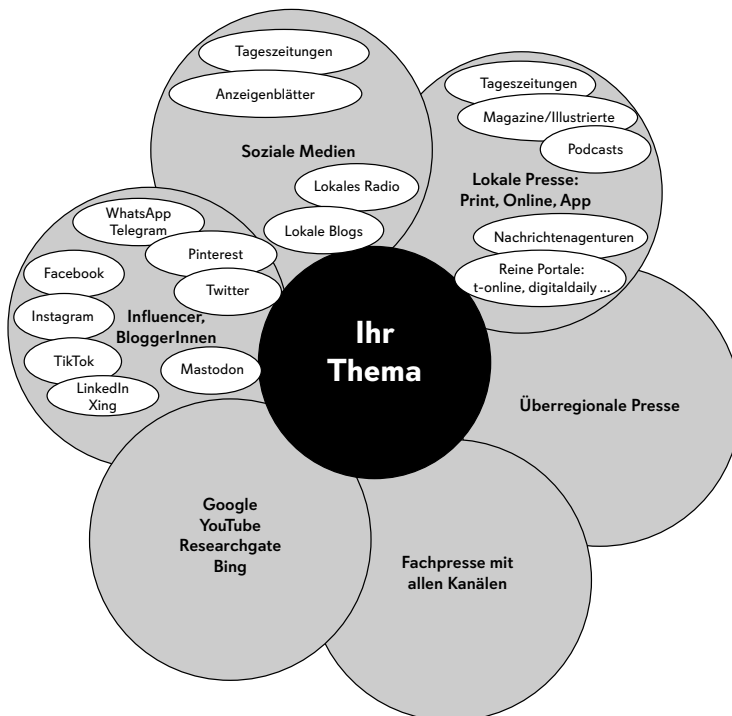 Tageszeitungen
Anzeigenblätter
Soziale Medien
Lokales Radio
Lokale Blogs
Tageszeitungen
Magazine/Illustrierte
Podcasts
Lokale Presse:
Print, Online, App
Nachrichtenagenturen
Reine Portale:
t-online, digitaldaily ...
WhatsApp
Telegram
Pinterest
Facebook
Twitter
Instagram
Influencer,
BloggerInnen
TikTok
Mastodon
LinkedIn
Xing
Ihr
Thema
Überregionale Presse
Google
YouTube
Researchgate
Bing
Fachpresse mit
allen Kanälen